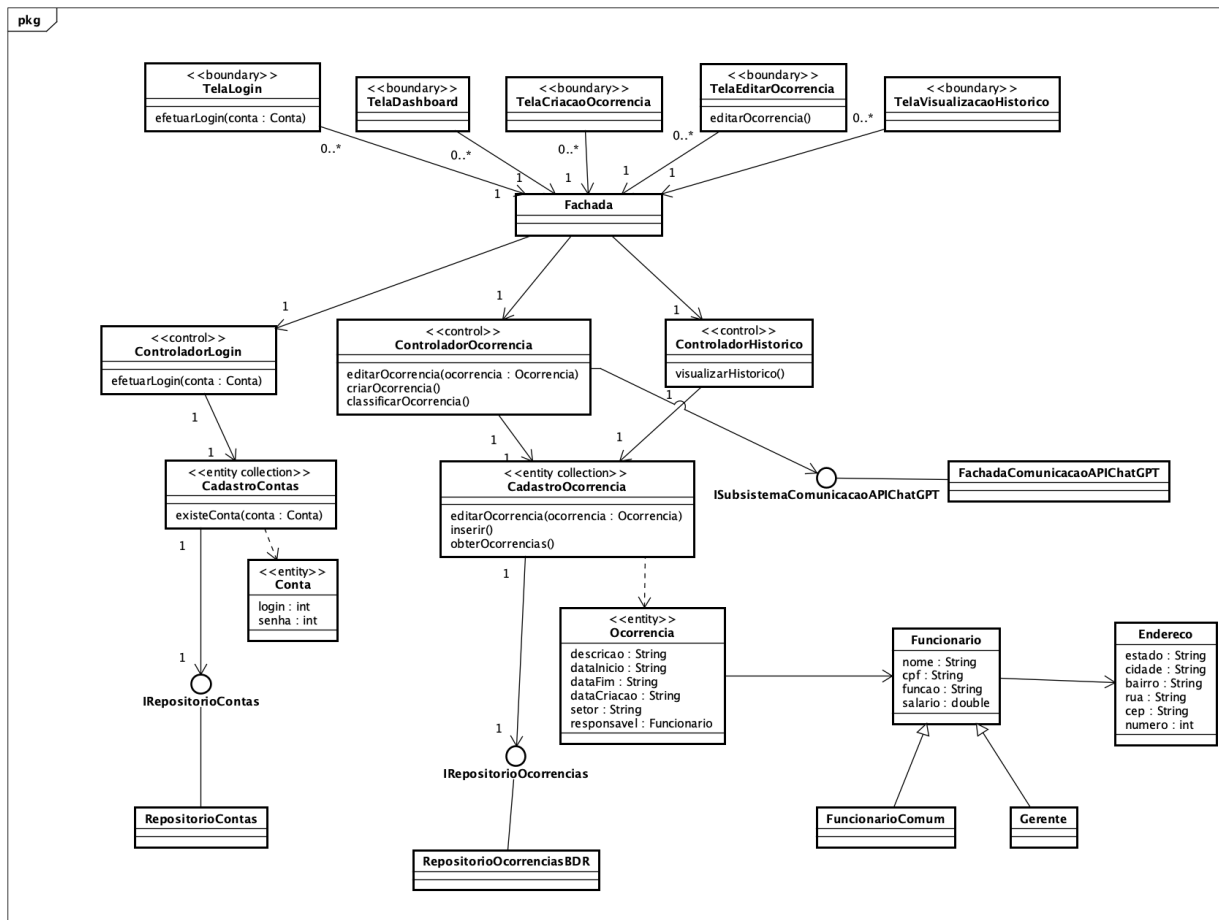 pkg
<<boundary>>
TelaLogin
efetuarLogin(conta : Conta)
<<boundary>>
TelaDashboard
<<boundary>>
TelaCriacaoOcorrencia
<<boundary>>
TelaEditarOcorrencia
editarOcorrencia()
<<boundary>>
TelaVisualizacaoHistorico
0..*
0..*
0..*
0..*
0..*
1
1
1
1
1
Fachada
1
1
1
<<control>>
ControladorLogin
efetuarLogin(conta : Conta)
<<control>>
ControladorOcorrencia
editarOcorrencia(ocorrencia : Ocorrencia)
criarOcorrencia()
classificarOcorrencia()
<<control>>
ControladorHistorico
visualizarHistorico()
1
1
1
1
1
1
<<entity collection>>
CadastroContas
existeConta(conta : Conta)
<<entity collection>>
CadastroOcorrencia
editarOcorrencia(ocorrencia : Ocorrencia)
inserir()
obterOcorrencias()
ISubsistemaComunicacaoAPIChatGPT
FachadaComunicacaoAPIChatGPT
1
<<entity>>
Conta
login : int
senha : int
1
1
IRepositorioContas
RepositorioContas
1
IRepositorioOcorrencias
RepositorioOcorrenciasBDR
<<entity>>
Ocorrencia
descricao : String
dataInicio : String
dataFim : String
dataCriacao : String
setor : String
responsavel : Funcionario
Funcionario
nome : String
cpf : String
funcao : String
salario : double
Endereco
estado : String
cidade : String
bairro : String
rua : String
cep : String
numero : int
FuncionarioComum
Gerente